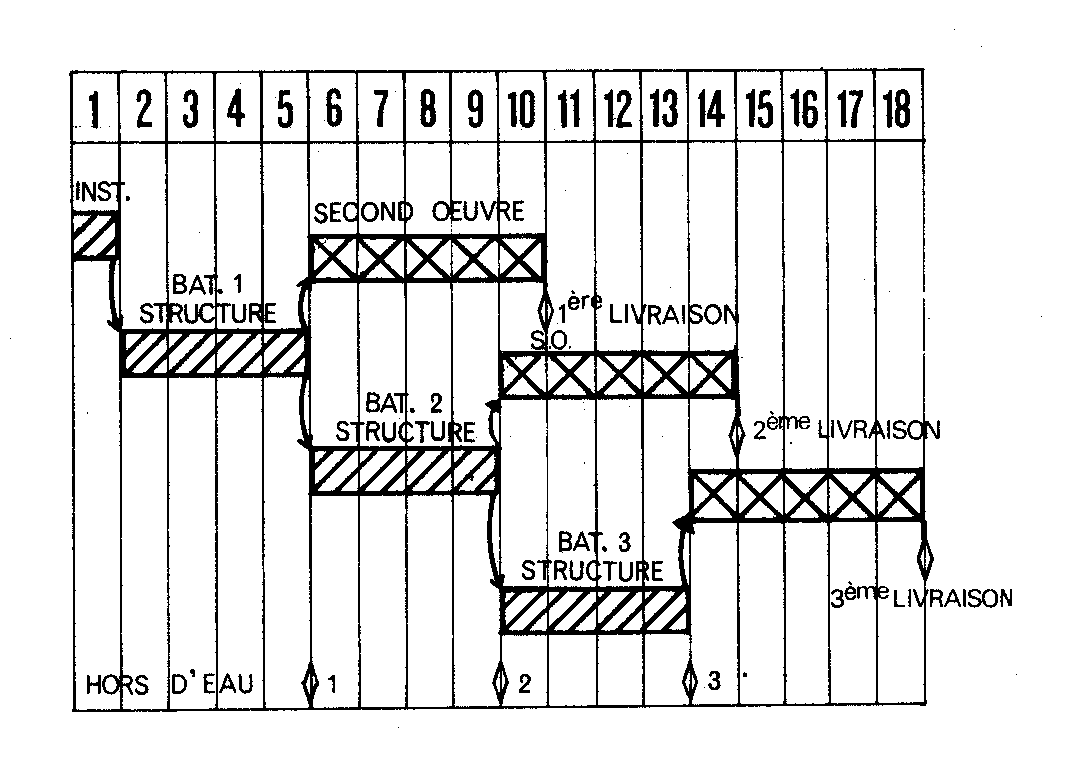 1 2 3 4 5 6 7 8 9 10 11 12 13 14 15 16 17 18
INST.
SECOND OEUVRE
BAT. 1
STRUCTURE
1ère LIVRAISON
S.O.
BAT. 2
STRUCTURE
2ème LIVRAISON
BAT. 3
STRUCTURE
3ème LIVRAISON
HORS D'EAU 1 2 3